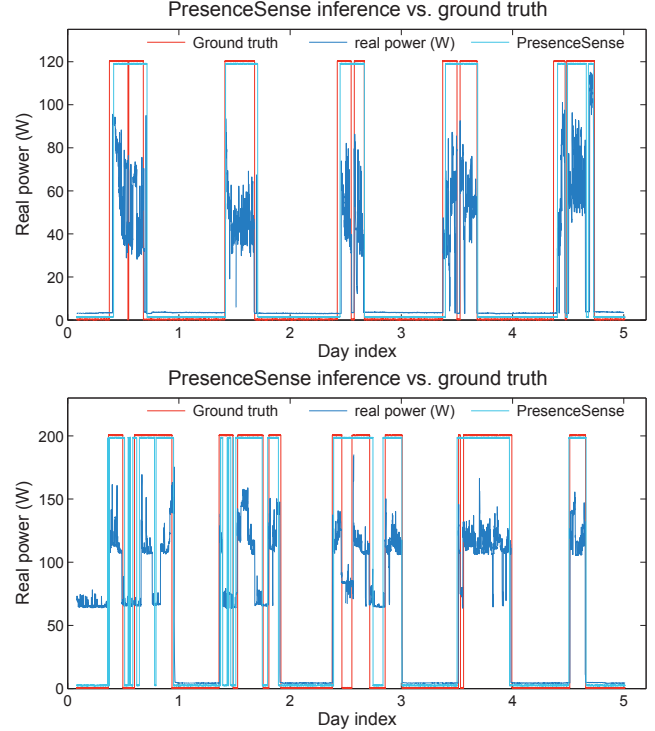 PresenceSense inference vs. ground truth
Ground truth real power (W) PresenceSense
Real power (W)
140
120
100
80
60
40
20
0
0 1 2 3 4 5
Day index
PresenceSense inference vs. ground truth
Ground truth real power (W) PresenceSense
Real power (W)
200
150
100
50
0
0 1 2 3 4 5
Day index